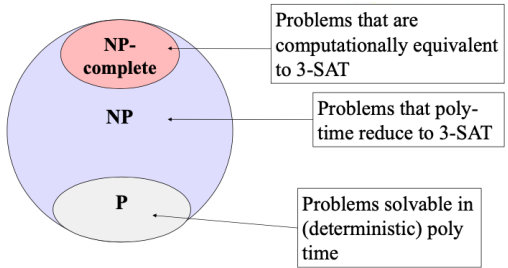 NP-
complete
NP
P
Problems that are
computationally equivalent
to 3-SAT
Problems that poly-
time reduce to 3-SAT
Problems solvable in
(deterministic) poly
time